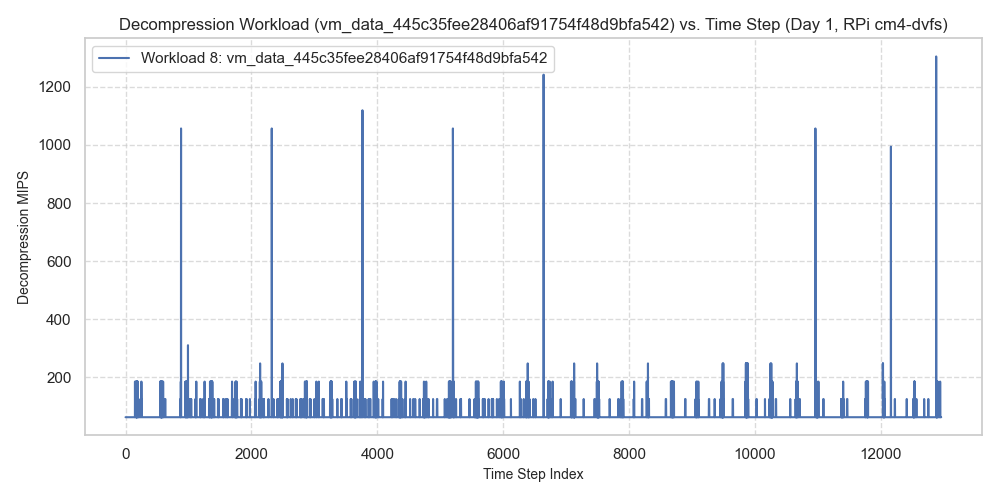 Decompression Workload (vm_data_445c35fee28406af91754f48d9bfa542) vs. Time Step (Day 1, RPi cm4-dvfs)
Workload 8: vm_data_445c35fee28406af91754f48d9bfa542
Decompression MIPS
1200
1000
800
600
400
200
0 2000 4000 6000 8000 10000 12000
Time Step Index